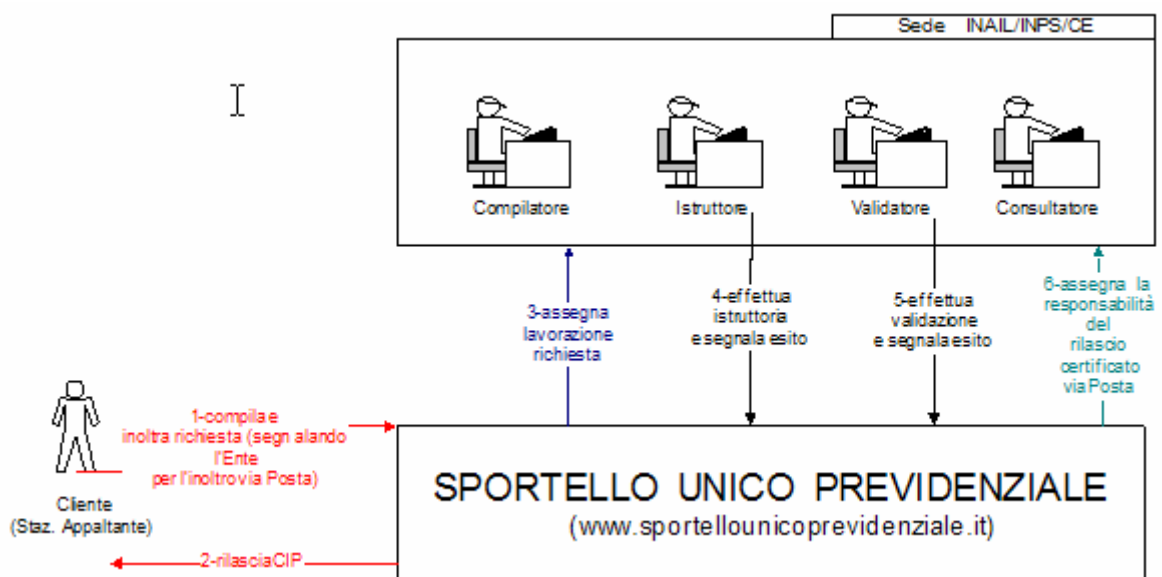 Sede INAIL/INPS/CE
Compilatore
Istruttore
Validatore
Consultatore
3-assegna
lavorazione
richiesta
4-effettua
istruttoria
e segnala esito
5-effettua
validazione
e segnala esito
6-assegna la
responsabilità
del
rilascio
certificato
via Posta
1-compila e
inoltra richiesta (segnalando
l'Ente
per l'inoltro via Posta)
Cliente
(Staz. Appaltante)
2-rilascia CIP
SPORTELLO UNICO PREVIDENZIALE
(www.sportellounicoprevidenziale.it)